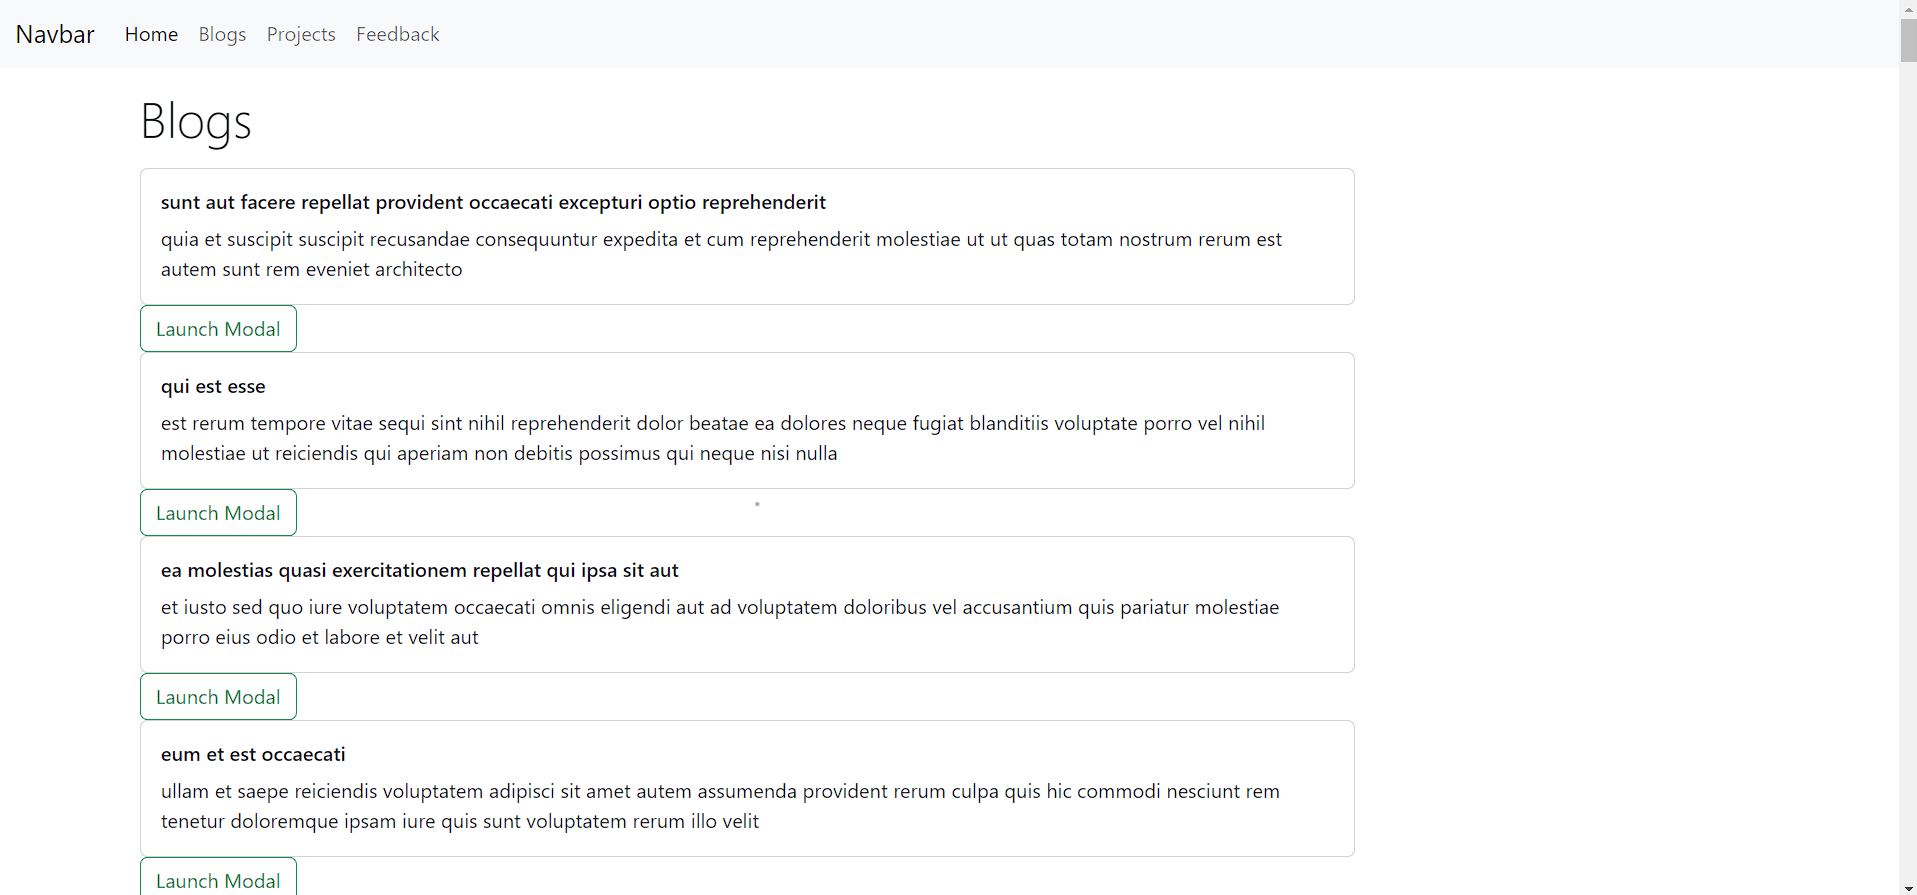 Navbar Home Blogs Projects Feedback
Blogs
sunt aut facere repellat provident occaecati excepturi optio reprehenderit
quia et suscipit suscipit recusandae consequuntur expedita et cum reprehenderit molestiae ut ut quas totam nostrum rerum est
autem sunt rem eveniet architecto
Launch Modal
qui est esse
est rerum tempore vitae sequi sint nihil reprehenderit dolor beatae ea dolores neque fugiat blanditiis voluptate porro vel nihil
molestiae ut reiciendis qui aperiam non debitis possimus qui neque nisi nulla
Launch Modal
ea molestias quasi exercitationem repellat qui ipsa sit aut
et iusto sed quo iure voluptatem occaecati omnis eligendi aut ad voluptatem doloribus vel accusantium quis pariatur molestiae
porro eius odio et labore et velit aut
Launch Modal
eum et est occaecati
ullam et saepe reiciendis voluptatem adipisci sit amet autem assumenda provident rerum culpa quis hic commodi nesciunt rem
tenetur doloremque ipsam iure quis sunt voluptatem rerum illo velit
Launch Modal